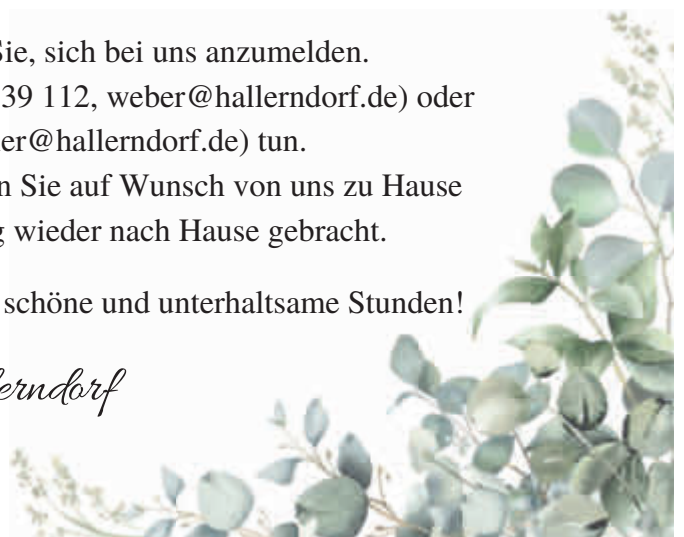 Sie, sich bei uns anzumelden.
39 112, weber@hallerndorf.de) oder
er@hallerndorf.de) tun.
n Sie auf Wunsch von uns zu Hause
g wieder nach Hause gebracht.
schöne und unterhaltsame Stunden!
erndorf